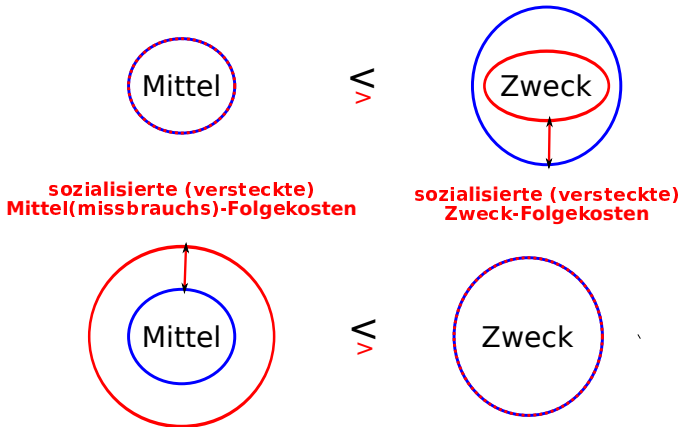 Mittel < Zweck
>
sozialisierte (versteckte)
Mittel(missbrauchs)-Folgekosten
sozialisierte (versteckte)
Zweck-Folgekosten
Mittel < Zweck
>